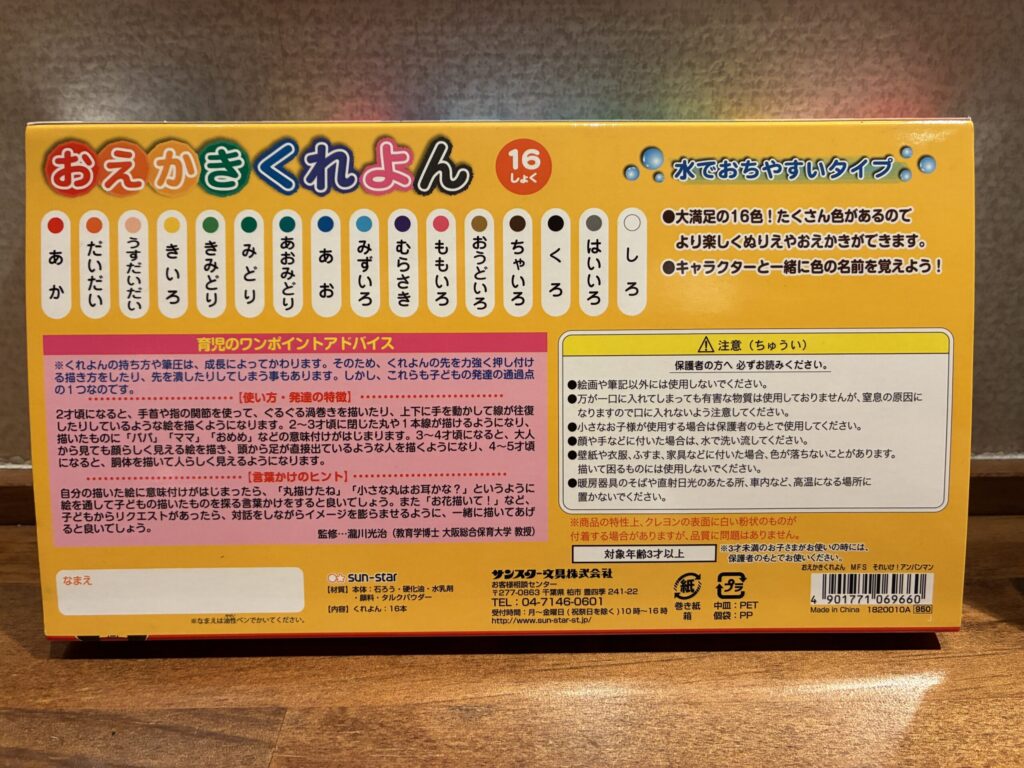 おえかきくれよん
16しょく
水でおちやすいタイプ
あか
だいだい
うすだいだい
きいろ
きみどり
みどり
あおみどり
あお
みずいろ
むらさき
ももいろ
おうどいろ
ちゃいろ
くろ
はいいろ
しろ
●大満足の16色!たくさん色があるので
より楽しくぬりえやおえかきができます。
●キャラクターと一緒に色の名前を覚えよう!
育児のワンポイントアドバイス
※くれよんの持ち方や筆圧は、成長によってかわります。そのため、くれよんの先を力強く押し付け
る描き方をしたり、先を潰したりしてしまう事もあります。しかし、これらも子どもの発達の通過点
の1つなのです。
【使い方・発達の特徴】
2才頃になると、手首や指の関節を使って、ぐるぐる渦巻きを描いたり、上下に手を動かして線が往復
したりしているような絵を描くようになります。2〜3才頃に閉じた丸や1本線が描けるようになり、
描いたものに「パパ」「ママ」「おめめ」などの意味付けがはじまります。3〜4才頃になると、大人
から見ても顔らしく見える絵を描き、頭から足が直接出ているような人を描くようになり、4〜5才頃
になると、胴体を描いて人らしく見えるようになります。
【言葉かけのヒント】
自分の描いた絵に意味付けがはじまったら、「丸描けたね」「小さな丸はお耳かな?」というように
絵を通して子どもの描いたものを探る言葉かけをすると良いでしょう。また「お花描いて!」など、
子どもからリクエストがあったら、対話をしながらイメージを膨らませるように、一緒に描いてあげ
ると良いでしょう。
監修…瀧川光治(教育学博士 大阪総合保育大学 教授)
⚠注意(ちゅうい)
保護者の方へ 必ずお読みください。
●絵画や筆記以外には使用しないでください。
●万が一口に入れてしまっても有害な物質は使用しておりませんが、窒息の原因に
なりますので口に入れないよう注意してください。
●小さなお子様が使用する場合は保護者のもとで使用してください。
●顔や手などに付いた場合は、水で洗い流してください。
●壁紙や衣服、ふすま、家具などに付いた場合、色が落ちないことがあります。
描いて困るものには使用しないでください。
●暖房器具のそばや直射日光のあたる所、車内など、高温になる場所に
置かないでください。
※商品の特性上、クレヨンの表面に白い粉状のものが
付着する場合がありますが、品質に問題はありません。
対象年齢3才以上
※3才未満のお子さまがお使いの時には、
保護者のもとでお使いください。
なまえ
※なまえは油性ペンでかいてください。
sun-star
【材質】本体:石ろう・硬化油・水乳剤
・顔料・タルクパウダー
【内容】くれよん:16本
サンスター文具株式会社
お客様相談センター
〒277-0863 千葉県 柏市 豊四季 241-22
TEL:04-7146-0601
受付時間:月〜金曜日(祝祭日を除く)10時〜16時
http://www.sun-star-st.jp/
紙
巻き紙
箱
プラ
中皿:PET
個袋:PP
おえかきくれよん MFS それいけ!アンパンマン
4 901771 069660
Made in China 1820010A 950